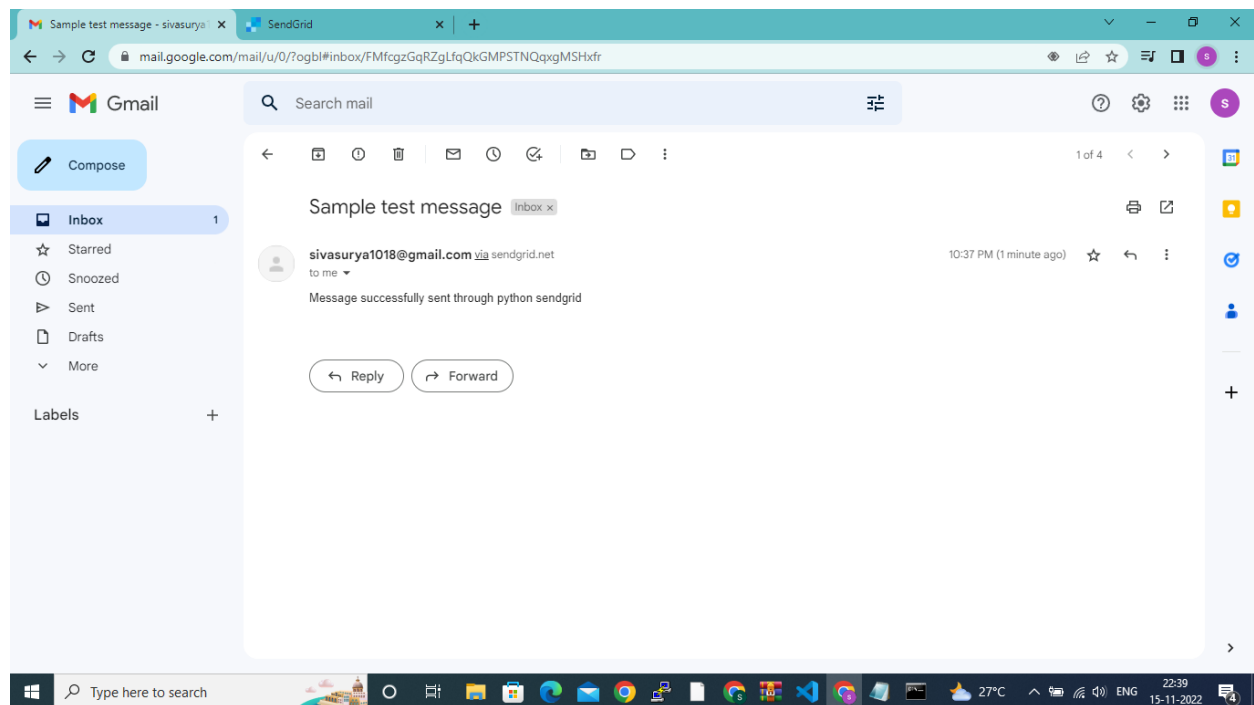 Sample test message - sivasurya1
SendGrid
mail.google.com/mail/u/0/?ogbl#inbox/FMfcgzGqRZgLfqQkGMPSTNQqxgMSHxfr
S
Gmail
Search mail
S
Compose
1 of 4
31
Sample test message Inbox x
Inbox 1
sivasurya1018@gmail.com via sendgrid.net 10:37 PM (1 minute ago)
Starred
to me
Snoozed
Message successfully sent through python sendgrid
Sent
Drafts
More
Reply Forward
Labels
Type here to search
27°C
ENG
22:39
15-11-2022
4